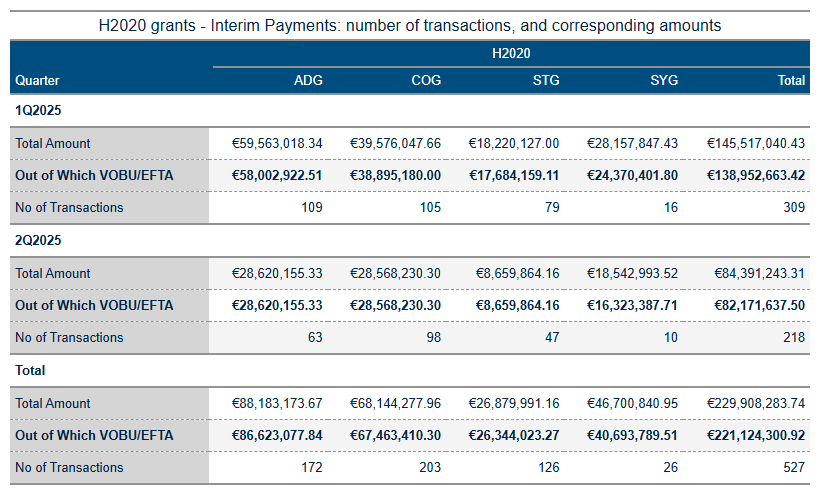 H2020 grants - Interim Payments: number of transactions, and corresponding amounts
H2020
Quarter ADG COG STG SYG Total
1Q2025
Total Amount €59,563,018.34 €39,576,047.66 €18,220,127.00 €28,157,847.43 €145,517,040.43
Out of Which VOBU/EFTA €58,002,922.51 €38,895,180.00 €17,684,159.11 €24,370,401.80 €138,952,663.42
No of Transactions 109 105 79 16 309
2Q2025
Total Amount €28,620,155.33 €28,568,230.30 €8,659,864.16 €18,542,993.52 €84,391,243.31
Out of Which VOBU/EFTA €28,620,155.33 €28,568,230.30 €8,659,864.16 €16,323,387.71 €82,171,637.50
No of Transactions 63 98 47 10 218
Total
Total Amount €88,183,173.67 €68,144,277.96 €26,879,991.16 €46,700,840.95 €229,908,283.74
Out of Which VOBU/EFTA €86,623,077.84 €67,463,410.30 €26,344,023.27 €40,693,789.51 €221,124,300.92
No of Transactions 172 203 126 26 527